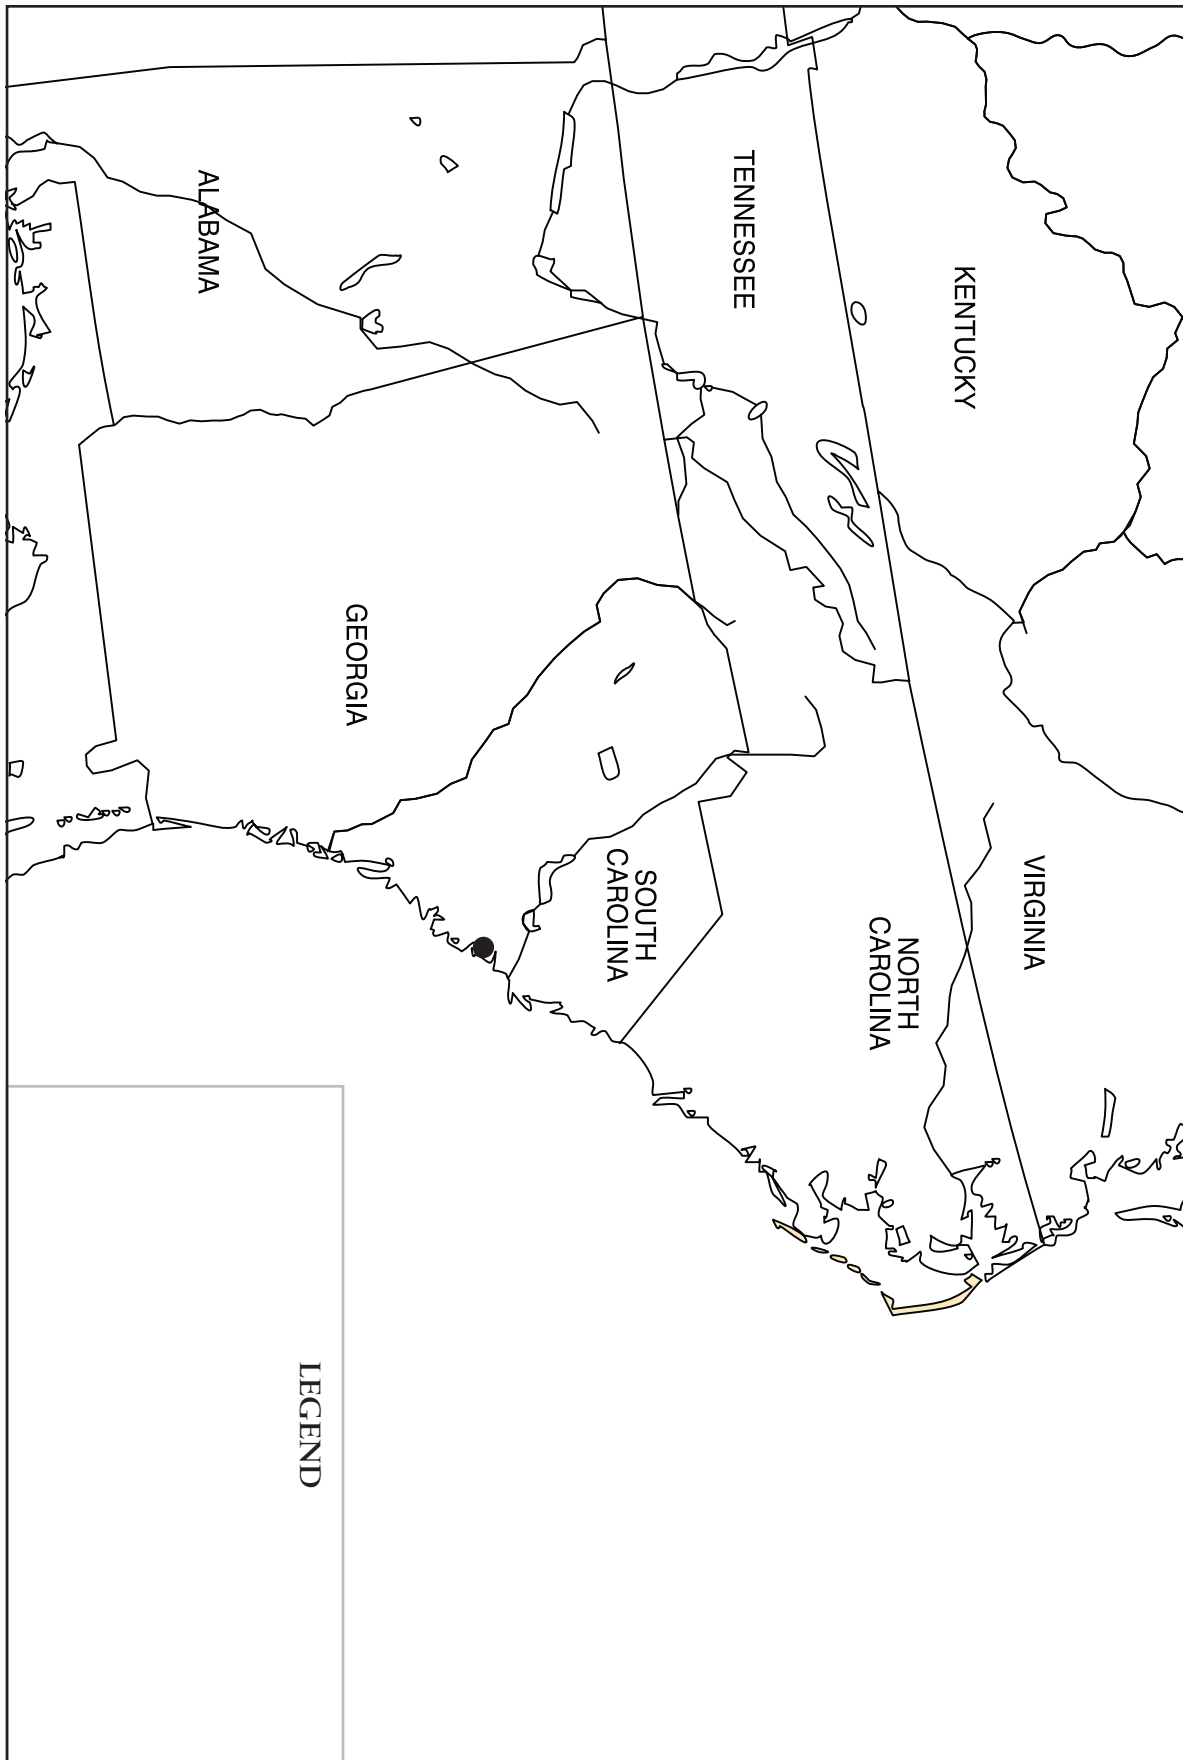 KENTUCKY
VIRGINIA
TENNESSEE
NORTH
CAROLINA
SOUTH
CAROLINA
ALABAMA
GEORGIA
LEGEND